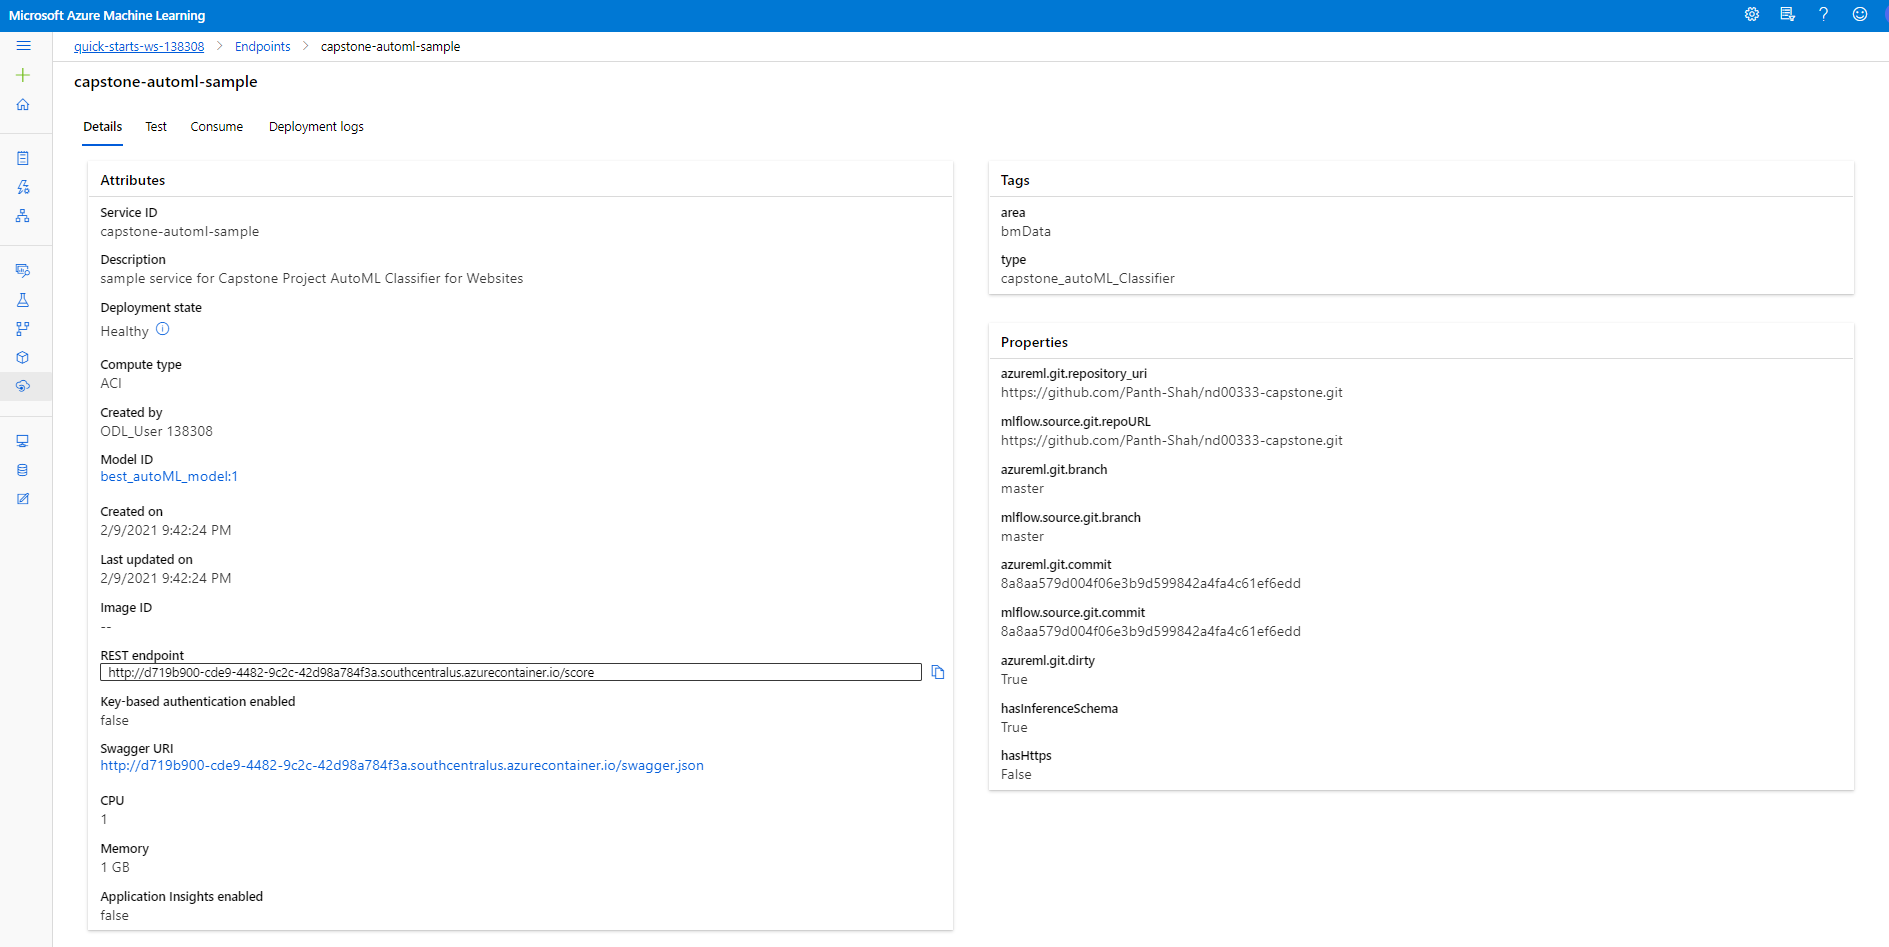 Microsoft Azure Machine Learning
quick-starts-ws-138308 > Endpoints > capstone-automl-sample
capstone-automl-sample
Details Test Consume Deployment logs
Attributes
Service ID
capstone-automl-sample
Description
sample service for Capstone Project AutoML Classifier for Websites
Deployment state
Healthy
Compute type
ACI
Created by
ODL_User 138308
Model ID
best_autoML_model:1
Created on
2/9/2021 9:42:24 PM
Last updated on
2/9/2021 9:42:24 PM
Image ID
--
REST endpoint
http://d719b900-cde9-4482-9c2c-42d98a784f3a.southcentralus.azurecontainer.io/score
Key-based authentication enabled
false
Swagger URI
http://d719b900-cde9-4482-9c2c-42d98a784f3a.southcentralus.azurecontainer.io/swagger.json
CPU
1
Memory
1 GB
Application Insights enabled
false
Tags
area
bmData
type
capstone_autoML_Classifier
Properties
azureml.git.repository_uri
https://github.com/Panth-Shah/nd00333-capstone.git
mlflow.source.git.repoURL
https://github.com/Panth-Shah/nd00333-capstone.git
azureml.git.branch
master
mlflow.source.git.branch
master
azureml.git.commit
8a8aa579d004f06e3b9d599842a4fa4c61ef6edd
mlflow.source.git.commit
8a8aa579d004f06e3b9d599842a4fa4c61ef6edd
azureml.git.dirty
True
hasInferenceSchema
True
hasHttps
False